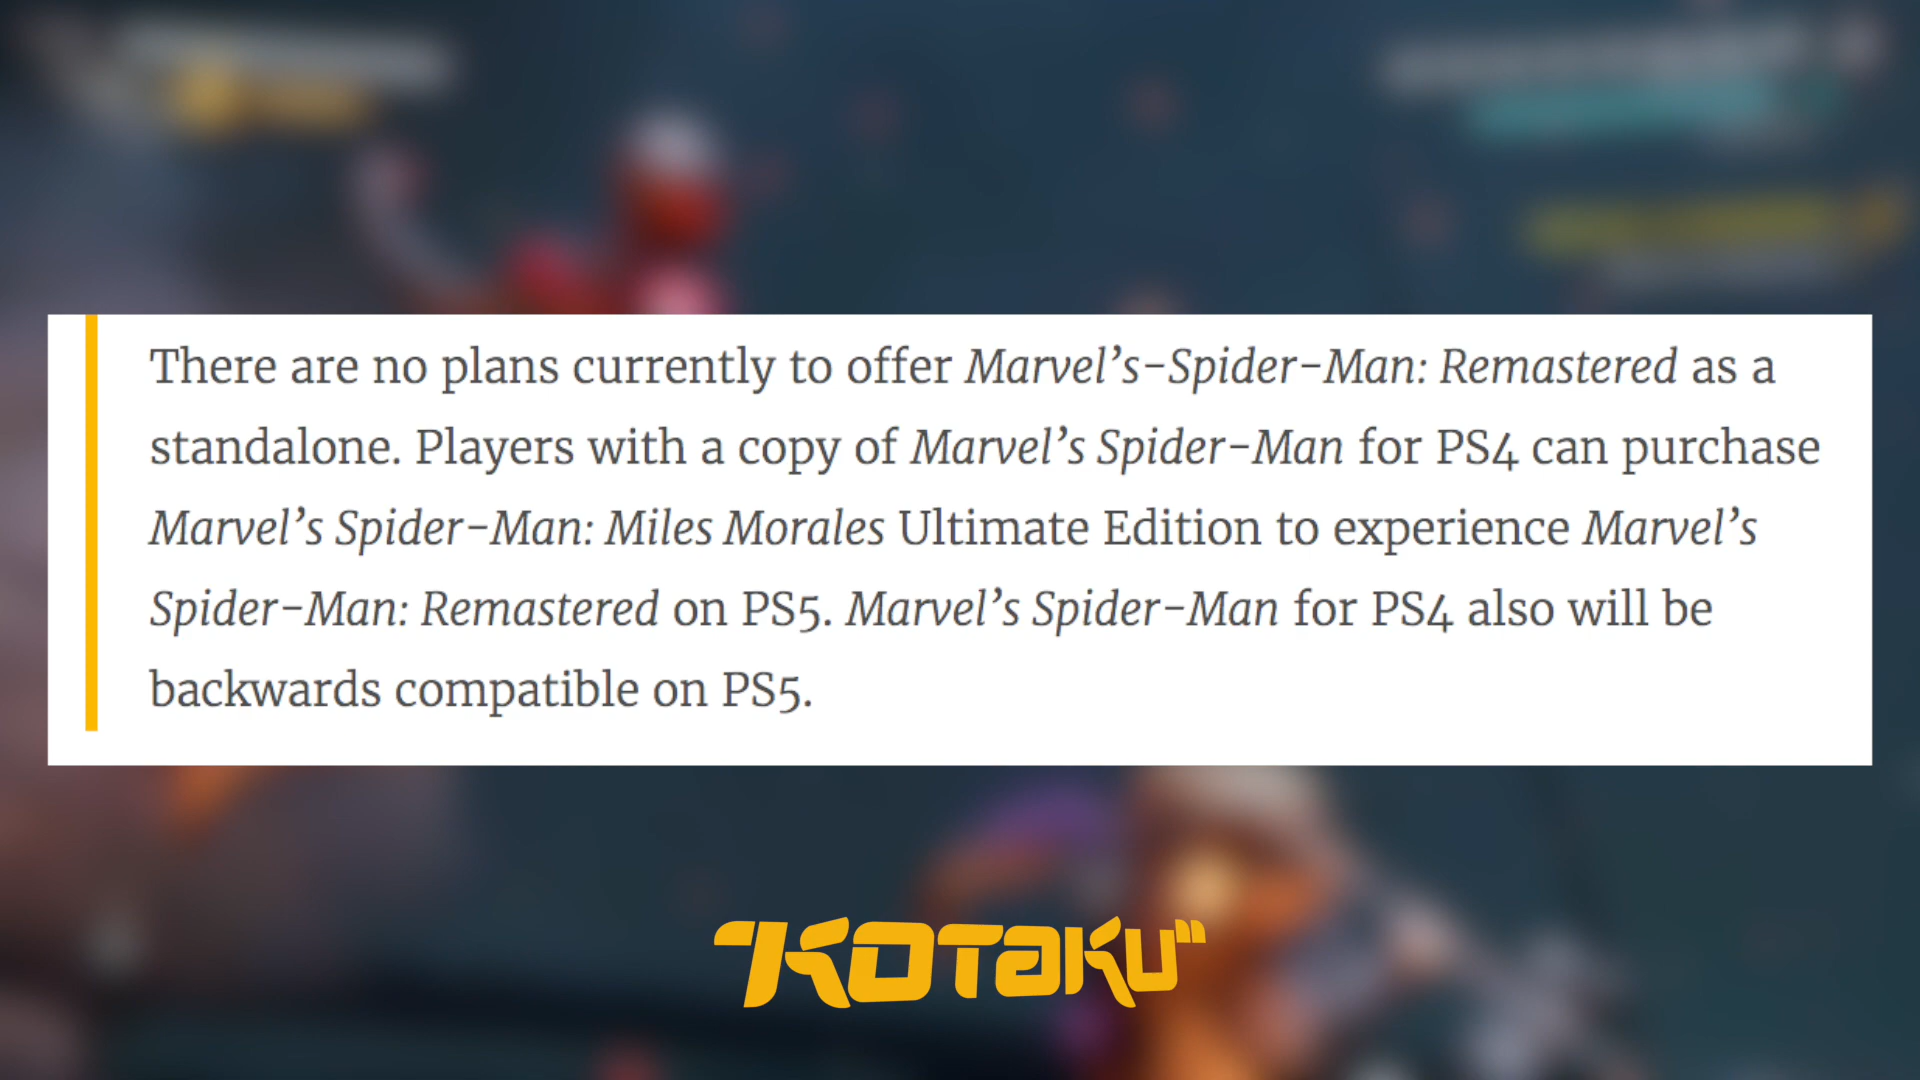 There are no plans currently to offer Marvel’s-Spider-Man: Remastered as a
standalone. Players with a copy of Marvel’s Spider-Man for PS4 can purchase
Marvel’s Spider-Man: Miles Morales Ultimate Edition to experience Marvel’s
Spider-Man: Remastered on PS5. Marvel’s Spider-Man for PS4 also will be
backwards compatible on PS5.
KOTAKU